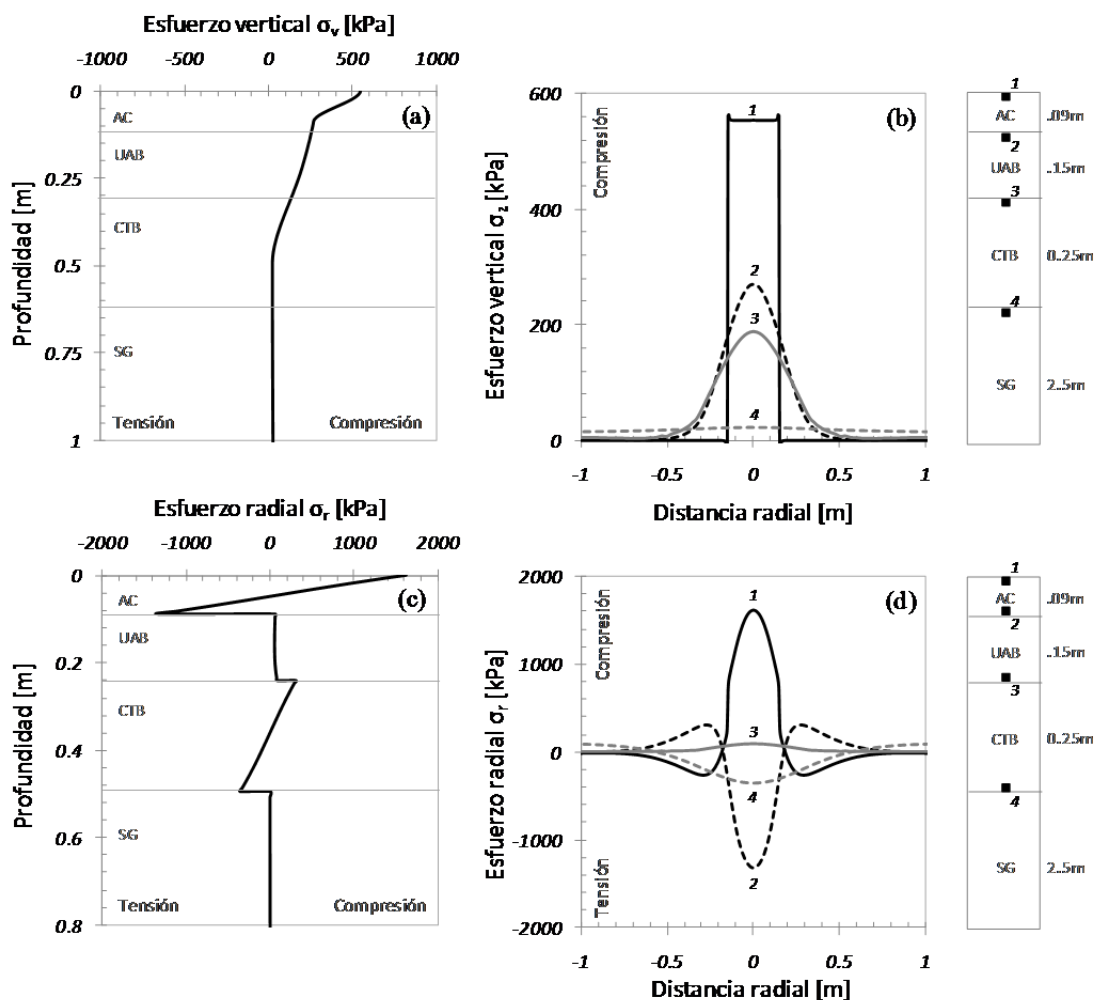 Esfuerzo vertical σv [kPa]
-1000 -500 0 500 1000
0
0.25
0.5
0.75
1
Profundidad [m]
AC
UAB
CTB
SG
Tensión
Compresión
(a)
600
400
200
0
Esfuerzo vertical σz [kPa]
Compresión
1
2
3
4
(b)
-1 -0.5 0 0.5 1
Distancia radial [m]
1
AC .09m
2
UAB .15m
3
CTB 0.25m
4
SG 2.5m
Esfuerzo radial σr [kPa]
-2000 -1000 0 1000 2000
0
0.2
0.4
0.6
0.8
Profundidad [m]
AC
UAB
CTB
SG
Tensión
Compresión
(c)
2000
1000
0
-1000
-2000
Esfuerzo radial σr [kPa]
Compresión
Tensión
1
3
4
2
(d)
-1 -0.5 0 0.5 1
Distancia radial [m]
1
AC .09m
2
UAB .15m
3
CTB 0.25m
4
SG 2.5m